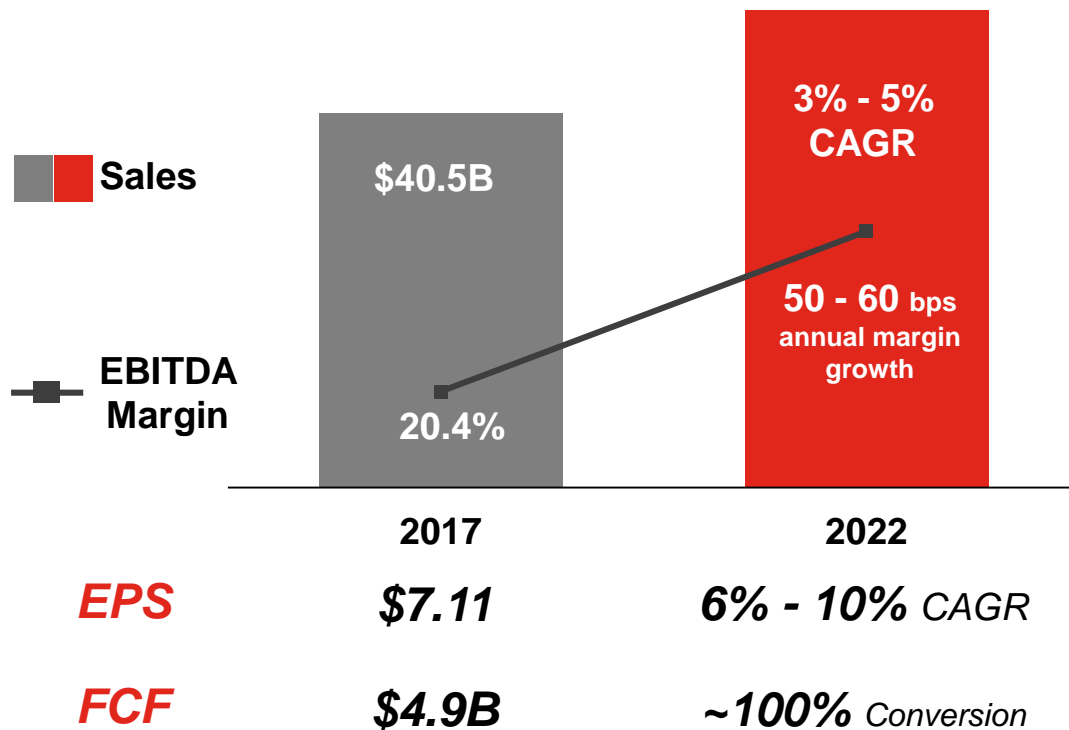 3% - 5%
CAGR
Sales
$40.5B
50 - 60 bps
annual margin
growth
EBITDA
Margin
20.4%
2017 2022
EPS $7.11 6% - 10% CAGR
FCF $4.9B ~100% Conversion